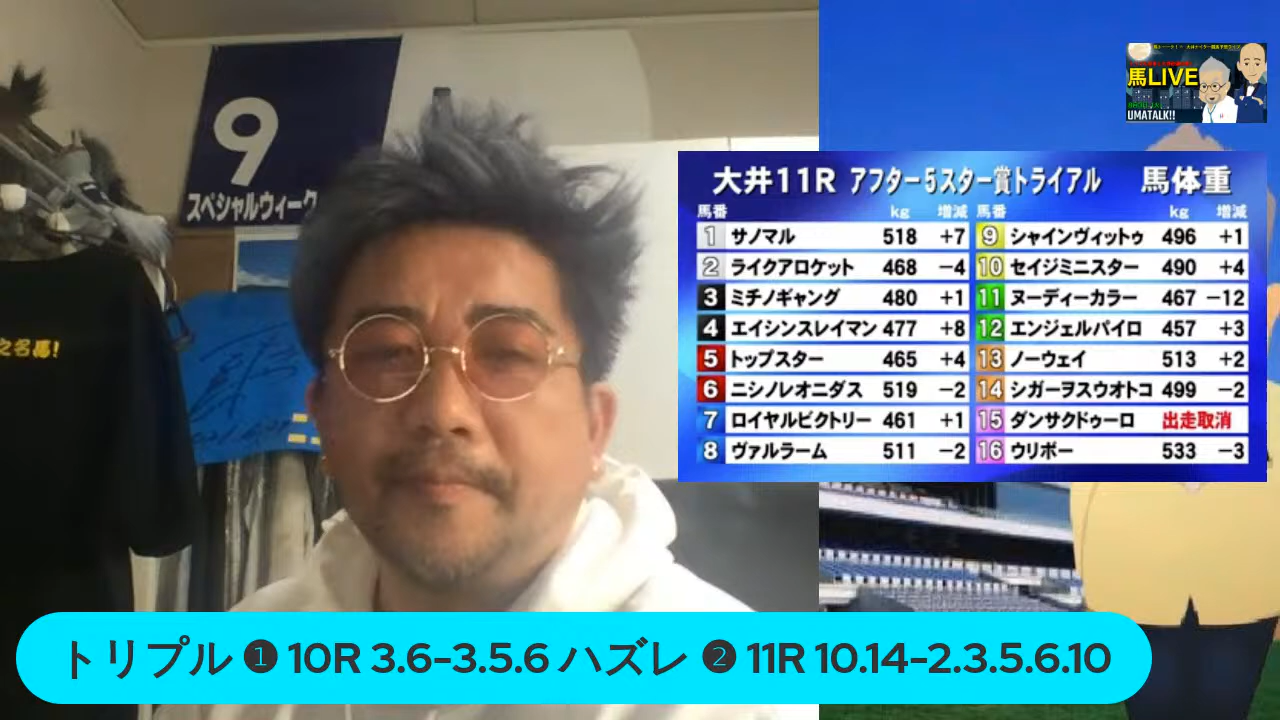 9
スペシャルウィーク
之名馬!
馬LIVE
UMATALK!!
大井11R アフター5スター賞トライアル 馬体重
馬番 kg 増減 馬番 kg 増減
1 サノマル 518 +7 9 シャインヴィットゥ 496 +1
2 ライクアロケット 468 −4 10 セイジミニスター 490 +4
3 ミチノギャング 480 +1 11 ヌーディーカラー 467 −12
4 エイシンスレイマン 477 +8 12 エンジェルパイロ 457 +3
5 トップスター 465 +4 13 ノーウェイ 513 +2
6 ニシノレオニダス 519 −2 14 シガーヲスウオトコ 499 −2
7 ロイヤルビクトリー 461 +1 15 ダンサクドゥーロ 出走取消
8 ヴァルラーム 511 −2 16 ウリボー 533 −3
トリプル ❶ 10R 3.6-3.5.6 ハズレ ❷ 11R 10.14-2.3.5.6.10